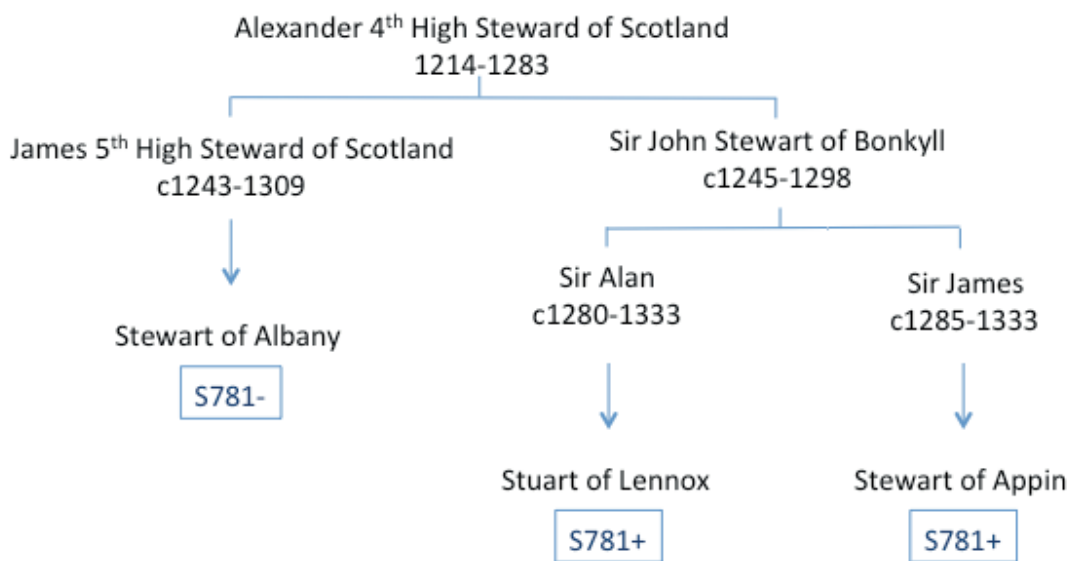 Alexander 4th High Steward of Scotland
1214-1283
James 5th High Steward of Scotland
c1243-1309
Sir John Stewart of Bonkyll
c1245-1298
Sir Alan
c1280-1333
Sir James
c1285-1333
Stewart of Albany
S781-
Stuart of Lennox
S781+
Stewart of Appin
S781+